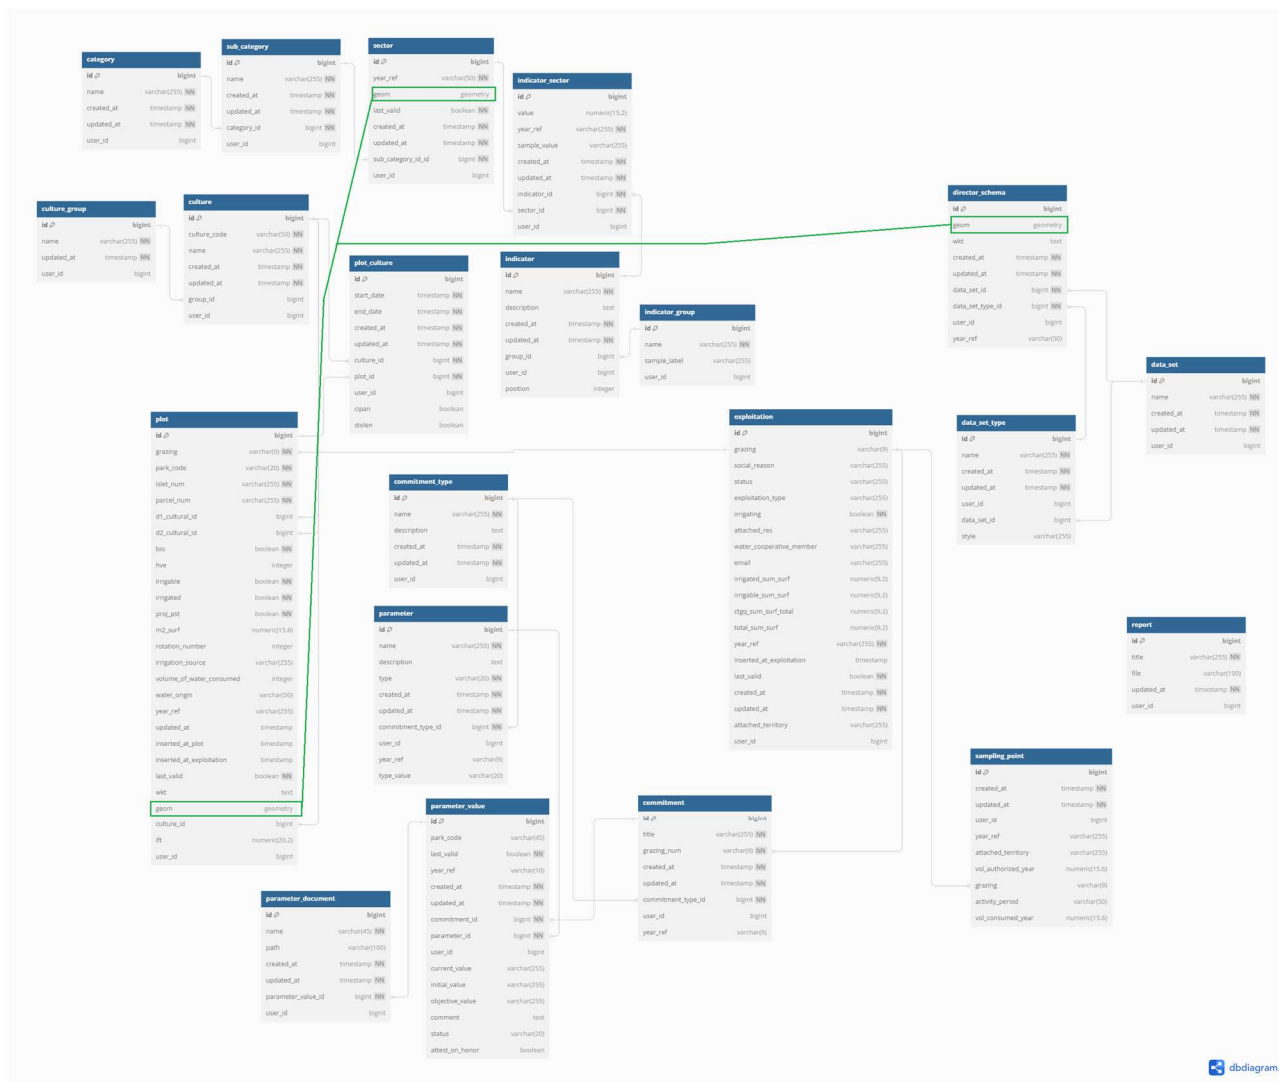 category
id bigint
name varchar(255) NN
created_at timestamp NN
updated_at timestamp NN
user_id bigint
sub_category
id bigint
name varchar(255) NN
created_at timestamp NN
updated_at timestamp NN
category_id bigint NN
user_id bigint
sector
id bigint
year_ref varchar(50) NN
geom geometry
last_valid boolean NN
created_at timestamp NN
updated_at timestamp NN
sub_category_id_id bigint NN
user_id bigint
indicator_sector
id bigint
value numeric(15,2)
year_ref varchar(255) NN
sample_value varchar(255)
created_at timestamp NN
updated_at timestamp NN
indicator_id bigint NN
sector_id bigint NN
user_id bigint
culture_group
id bigint
name varchar(255) NN
updated_at timestamp NN
user_id bigint
culture
id bigint
culture_code varchar(50) NN
name varchar(255) NN
created_at timestamp NN
updated_at timestamp NN
group_id bigint
user_id bigint
plot_culture
id bigint
start_date timestamp NN
end_date timestamp NN
created_at timestamp NN
updated_at timestamp NN
culture_id bigint NN
plot_id bigint NN
user_id bigint
cipan boolean
stolen boolean
indicator
id bigint
name varchar(255) NN
description text
created_at timestamp NN
updated_at timestamp NN
group_id bigint
user_id bigint
position integer
indicator_group
id bigint
name varchar(255) NN
sample_label varchar(255)
user_id bigint
director_schema
id bigint
geom geometry
wkt text
created_at timestamp NN
updated_at timestamp NN
data_set_id bigint NN
data_set_type_id bigint NN
user_id bigint
year_ref varchar(50)
data_set
id bigint
name varchar(255) NN
created_at timestamp NN
updated_at timestamp NN
user_id bigint
data_set_type
id bigint
name varchar(255) NN
created_at timestamp NN
updated_at timestamp NN
user_id bigint
data_set_id bigint
style varchar(255)
plot
id bigint
grazing varchar(9) NN
park_code varchar(20) NN
islet_num varchar(255) NN
parcel_num varchar(255) NN
d1_cultural_id bigint
d2_cultural_id bigint
bio boolean NN
hve integer
irrigable boolean NN
irrigated boolean NN
proj_pst boolean NN
m2_surf numeric(15,6)
rotation_number integer
irrigation_source varchar(255)
volume_of_water_consumed integer
water_origin varchar(50)
year_ref varchar(255)
updated_at timestamp
inserted_at_plot timestamp
inserted_at_exploitation timestamp
last_valid boolean NN
wkt text
geom geometry
culture_id bigint
ift numeric(20,2)
user_id bigint
commitment_type
id bigint
name varchar(255) NN
description text
created_at timestamp NN
updated_at timestamp NN
user_id bigint
parameter
id bigint
name varchar(255) NN
description text
type varchar(20) NN
created_at timestamp NN
updated_at timestamp NN
commitment_type_id bigint NN
user_id bigint
year_ref varchar(9)
type_value varchar(20)
exploitation
id bigint
grazing varchar(9)
social_reason varchar(255)
status varchar(255)
exploitation_type varchar(255)
irrigating boolean NN
attached_res varchar(255)
water_cooperative_member varchar(255)
email varchar(255)
irrigated_sum_surf numeric(9,2)
irrigable_sum_surf numeric(9,2)
ctgq_sum_surf_total numeric(9,2)
total_sum_surf numeric(9,2)
year_ref varchar(255) NN
inserted_at_exploitation timestamp
last_valid boolean NN
created_at timestamp NN
updated_at timestamp NN
attached_territory varchar(255)
user_id bigint
report
id bigint
title varchar(255) NN
file varchar(100)
updated_at timestamp NN
user_id bigint
sampling_point
id bigint
created_at timestamp NN
updated_at timestamp NN
user_id bigint
year_ref varchar(255)
attached_territory varchar(255)
vol_authorized_year numeric(15,6)
grazing varchar(9)
activity_period varchar(50)
vol_consumed_year numeric(15,6)
parameter_value
id bigint
park_code varchar(45)
last_valid boolean NN
year_ref varchar(10)
created_at timestamp NN
updated_at timestamp NN
commitment_id bigint NN
parameter_id bigint NN
user_id bigint
current_value varchar(255)
initial_value varchar(255)
objective_value varchar(255)
comment text
status varchar(20)
attest_on_honor boolean
commitment
id bigint
title varchar(255) NN
grazing_num varchar(9) NN
created_at timestamp NN
updated_at timestamp NN
commitment_type_id bigint NN
user_id bigint
year_ref varchar(9)
parameter_document
id bigint
name varchar(45) NN
path varchar(100)
created_at timestamp NN
updated_at timestamp NN
parameter_value_id bigint NN
user_id bigint
dbdiagram